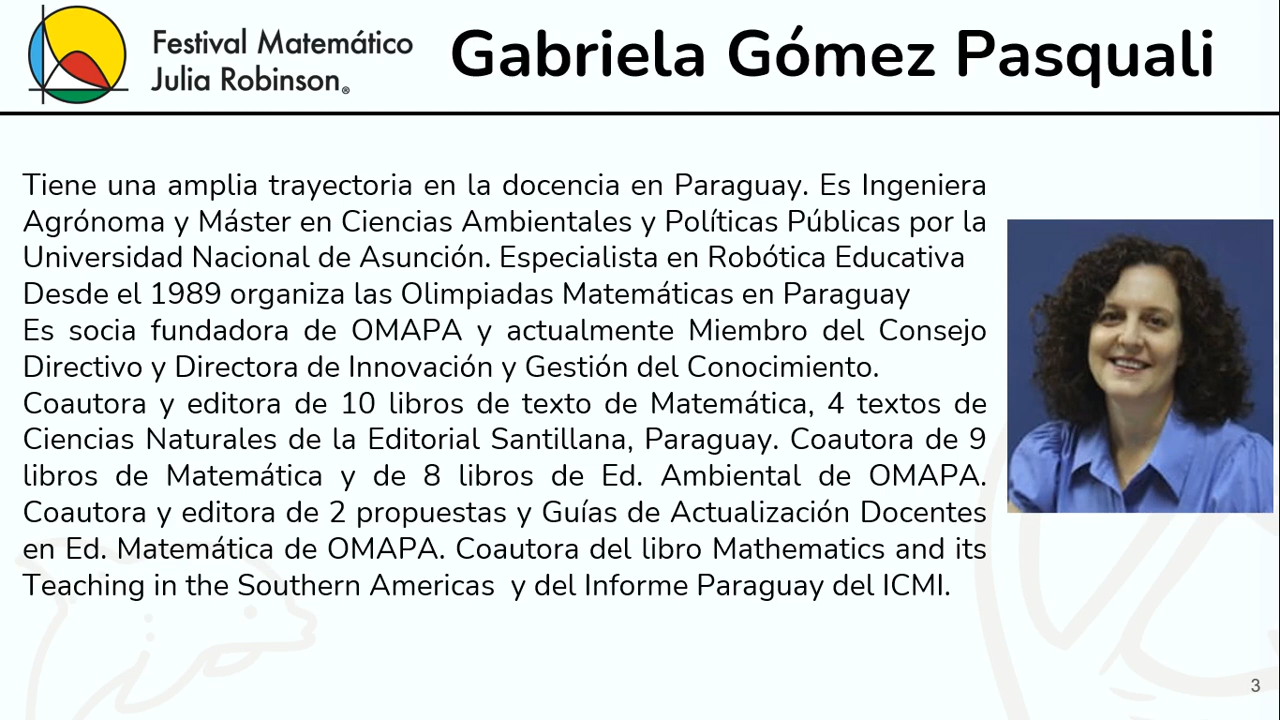 Festival Matemático
Julia Robinson®
Gabriela Gómez Pasquali
Tiene una amplia trayectoria en la docencia en Paraguay. Es Ingeniera
Agrónoma y Máster en Ciencias Ambientales y Políticas Públicas por la
Universidad Nacional de Asunción. Especialista en Robótica Educativa
Desde el 1989 organiza las Olimpiadas Matemáticas en Paraguay
Es socia fundadora de OMAPA y actualmente Miembro del Consejo
Directivo y Directora de Innovación y Gestión del Conocimiento.
Coautora y editora de 10 libros de texto de Matemática, 4 textos de
Ciencias Naturales de la Editorial Santillana, Paraguay. Coautora de 9
libros de Matemática y de 8 libros de Ed. Ambiental de OMAPA.
Coautora y editora de 2 propuestas y Guías de Actualización Docentes
en Ed. Matemática de OMAPA. Coautora del libro Mathematics and its
Teaching in the Southern Americas  y del Informe Paraguay del ICMI.
3